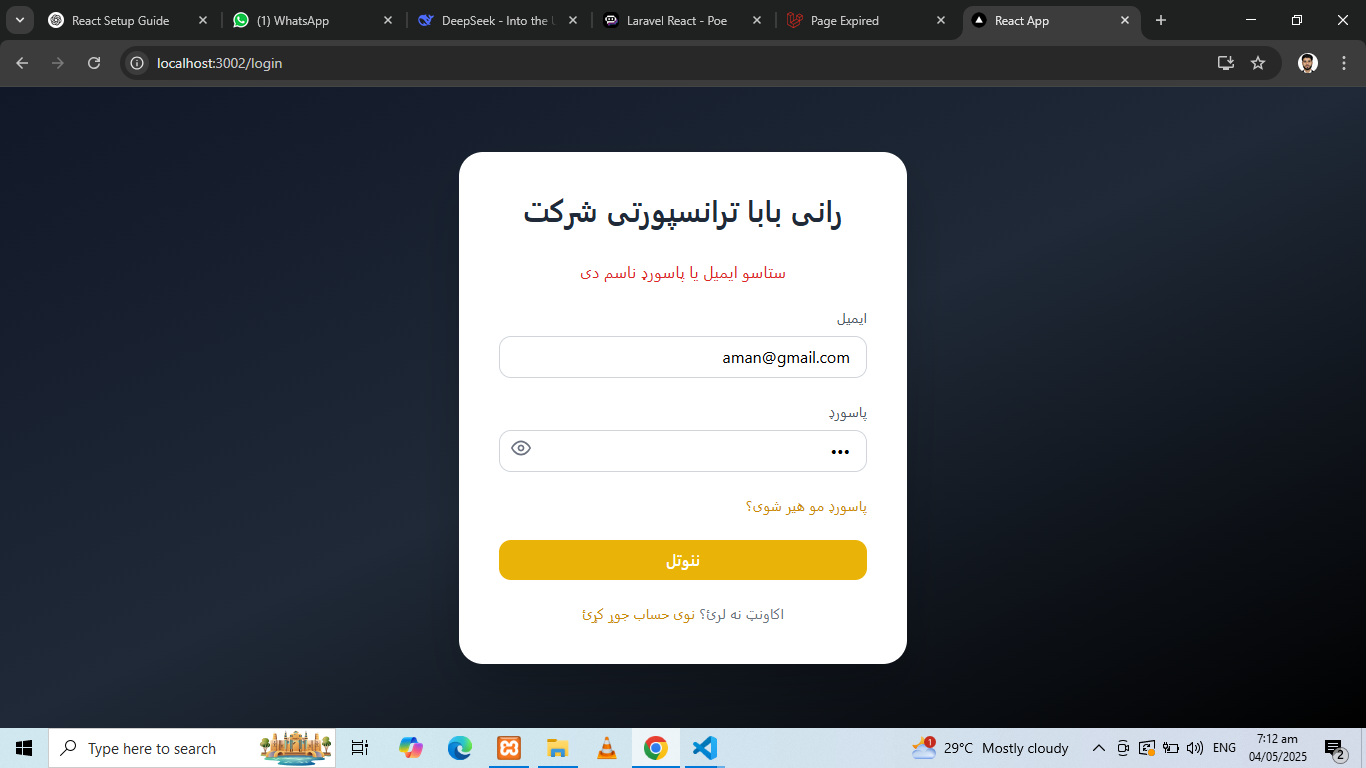 React Setup Guide
(1) WhatsApp
DeepSeek - Into the
Laravel React - Poe
Page Expired
React App
localhost:3002/login
رانی بابا ترانسپورتی شرکت
ستاسو ایمیل یا پاسورډ ناسم دی
ایمیل
aman@gmail.com
پاسورډ
پاسورډ مو هیر شوی؟
ننوتل
اکاونټ نه لرئ؟ نوی حساب جوړ کړئ
Type here to search
1
29°C Mostly cloudy
ENG
7:12 am
04/05/2025
2